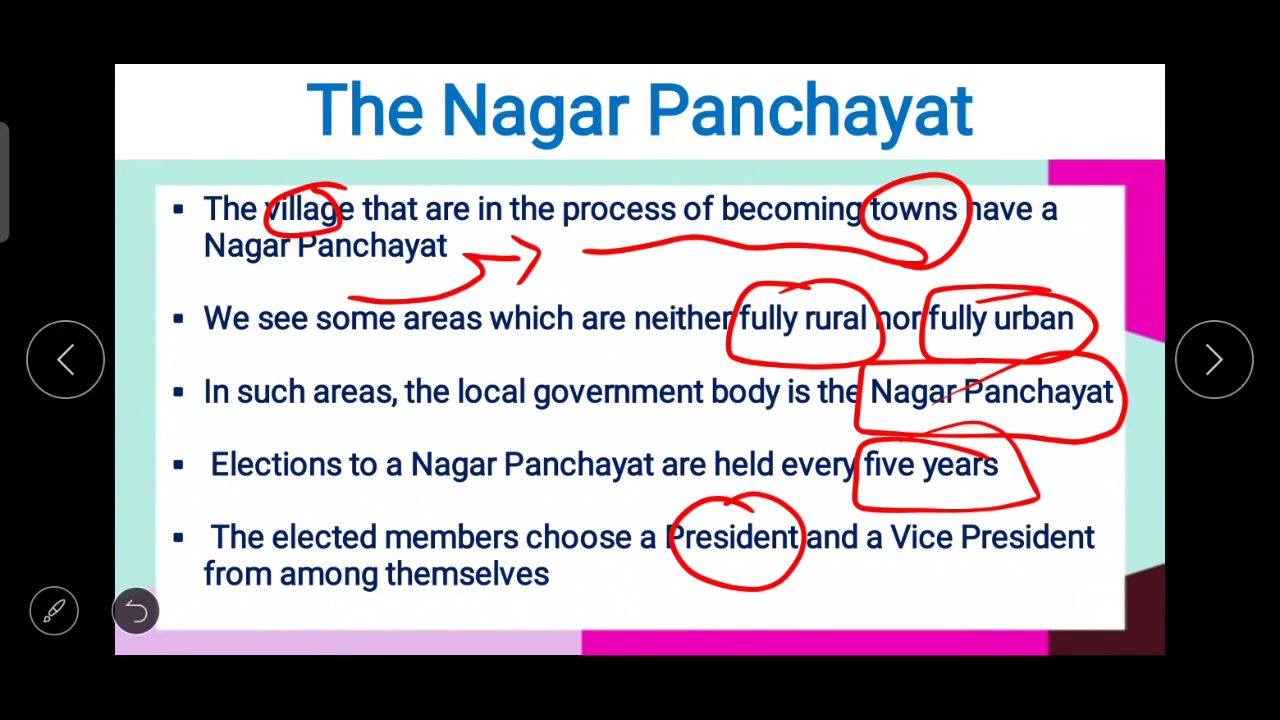 The Nagar Panchayat
▪ The village that are in the process of becoming towns have a
Nagar Panchayat
▪ We see some areas which are neither fully rural nor fully urban
▪ In such areas, the local government body is the Nagar Panchayat
▪ Elections to a Nagar Panchayat are held every five years
▪ The elected members choose a President and a Vice President
from among themselves